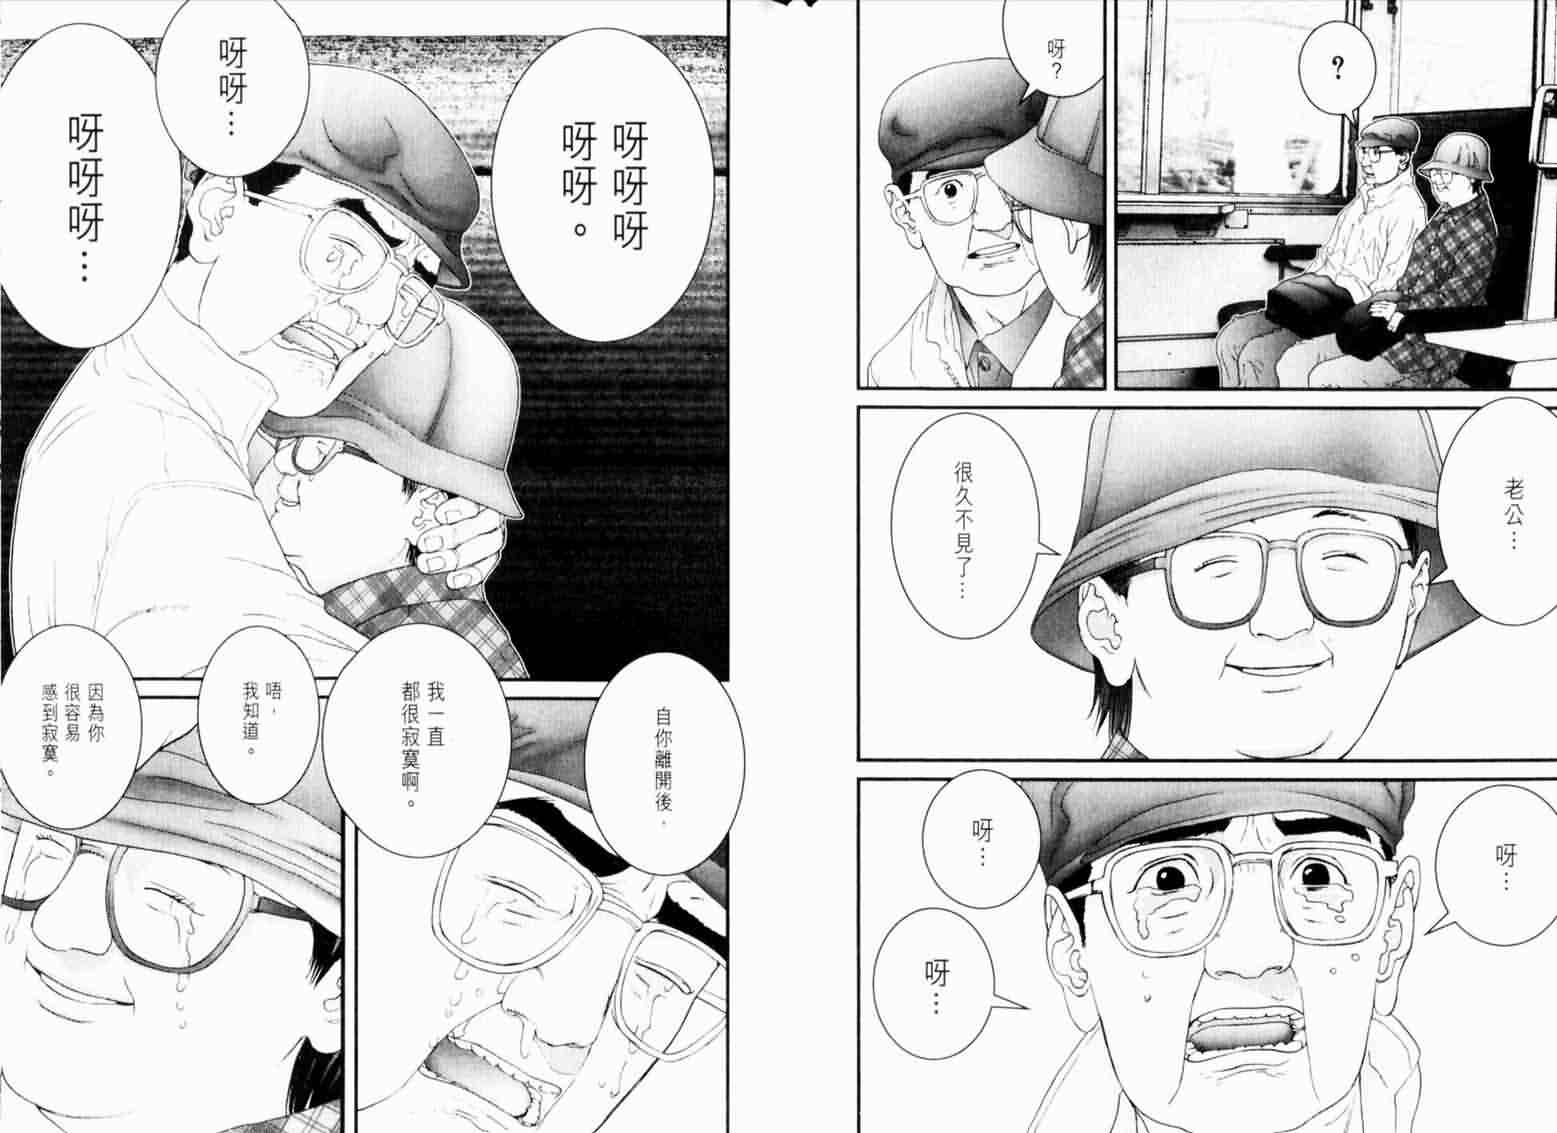 ？
呀？
老公…
很久不見了…
呀…
呀…
呀…
呀呀呀
呀呀。
呀呀…
呀呀呀…
自你離開後，
我一直
都很寂寞啊。
唔，
我知道。
因為你
很容易
感到寂寞。